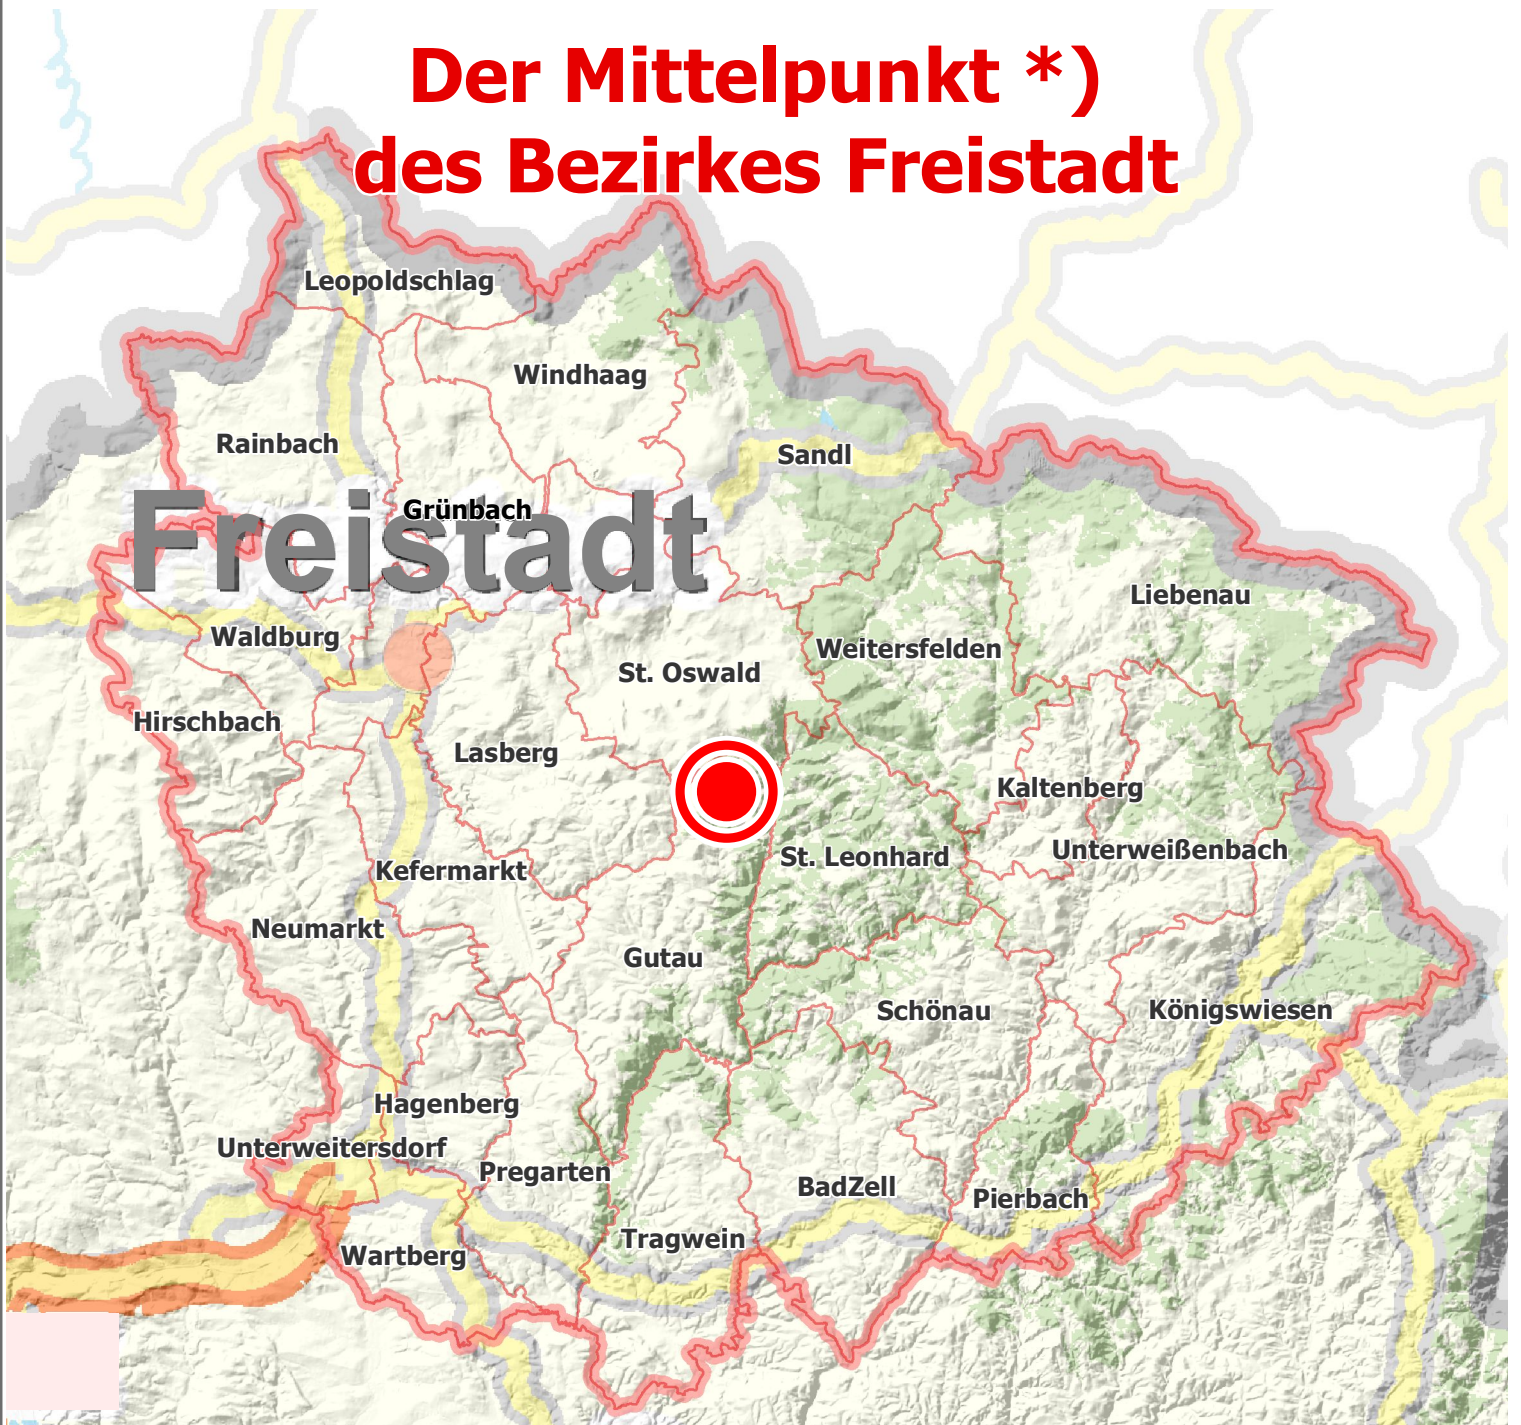 Der Mittelpunkt *)
des Bezirkes Freistadt
Leopoldschlag
Windhaag
Rainbach
Sandl
Grünbach
Freistadt
Liebenau
Waldburg
Weitersfelden
St. Oswald
Hirschbach
Lasberg
Kaltenberg
Unterweißenbach
St. Leonhard
Kefermarkt
Neumarkt
Gutau
Schönau
Königswiesen
Hagenberg
Unterweitersdorf
Pregarten
BadZell
Pierbach
Tragwein
Wartberg